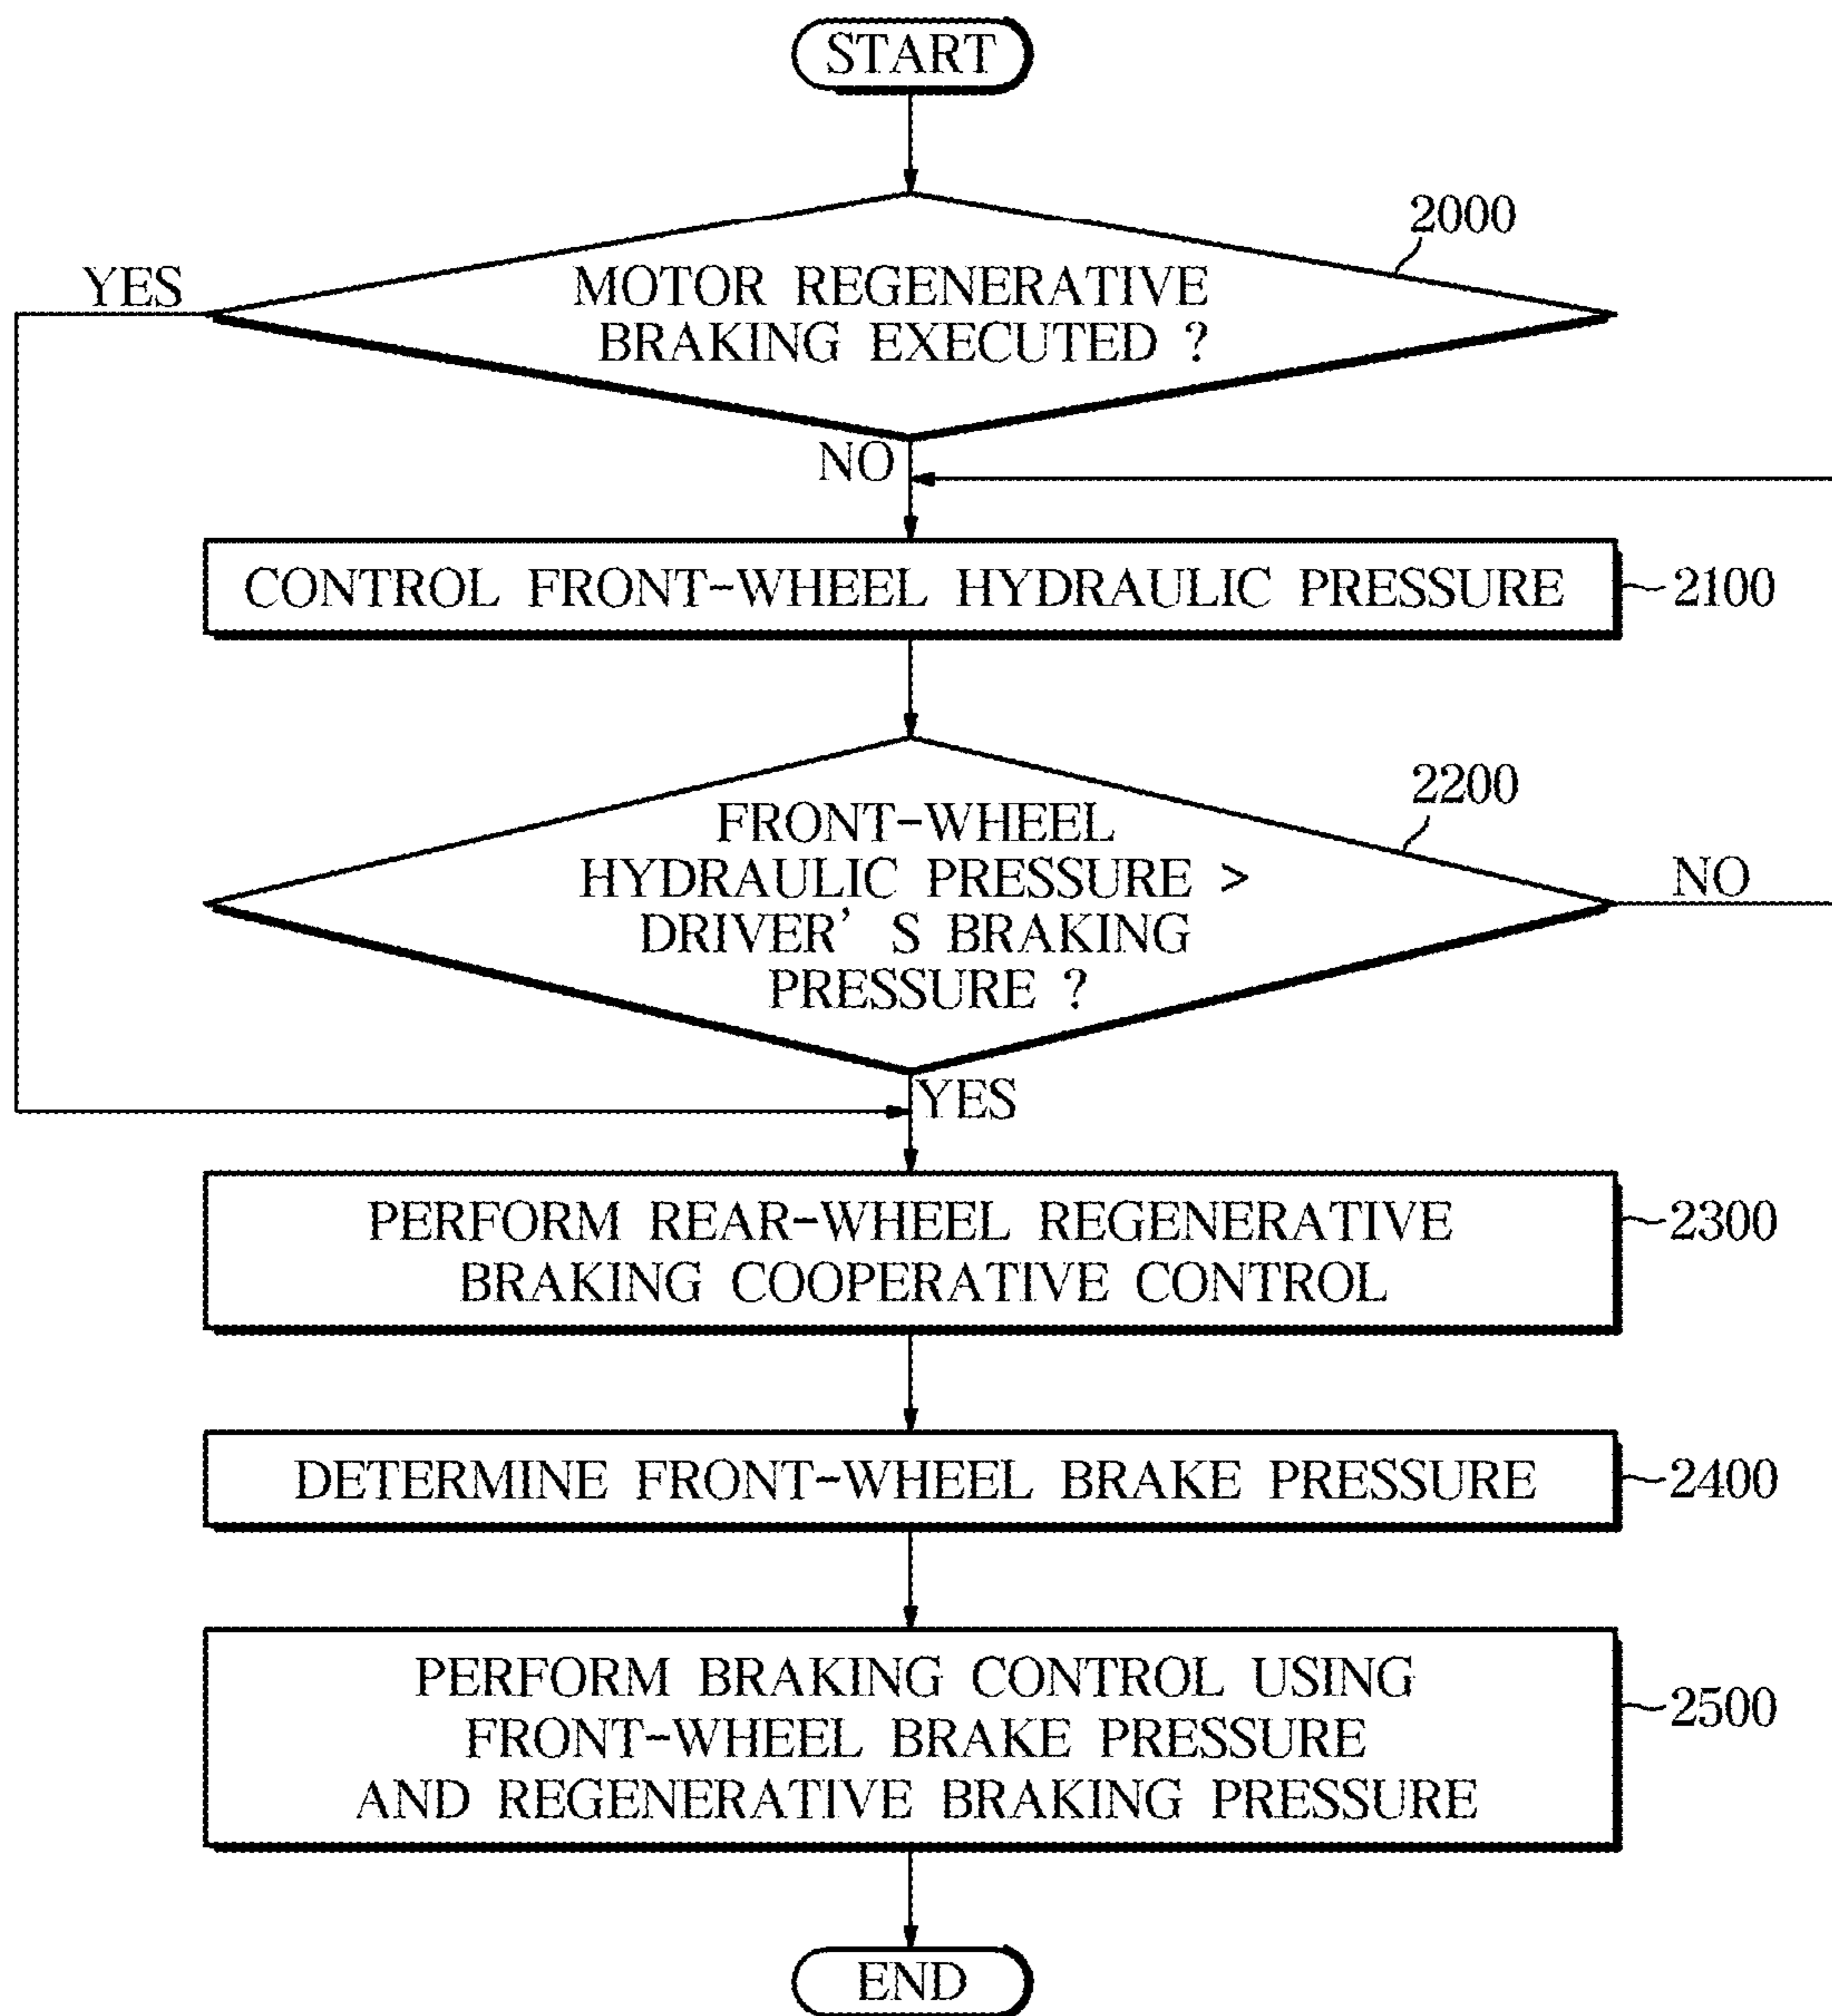 START
2000
YES
MOTOR REGENERATIVE
BRAKING EXECUTED ?
NO
CONTROL FRONT-WHEEL HYDRAULIC PRESSURE
2100
2200
FRONT-WHEEL
HYDRAULIC PRESSURE >
DRIVER' S BRAKING
PRESSURE ?
NO
YES
PERFORM REAR-WHEEL REGENERATIVE
BRAKING COOPERATIVE CONTROL
2300
DETERMINE FRONT-WHEEL BRAKE PRESSURE
2400
PERFORM BRAKING CONTROL USING
FRONT-WHEEL BRAKE PRESSURE
AND REGENERATIVE BRAKING PRESSURE
2500
END